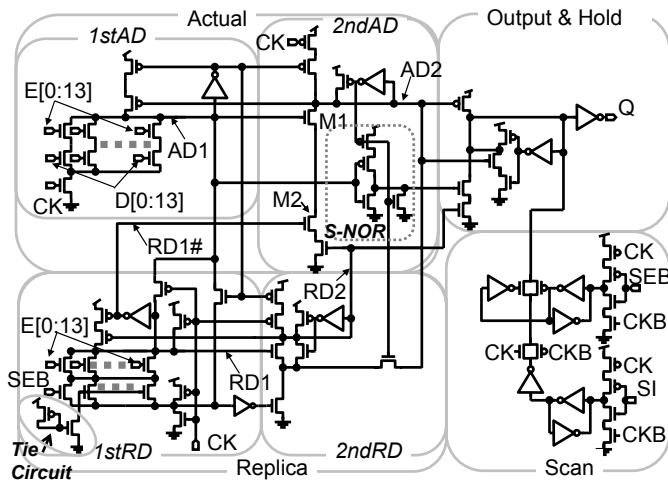 Actual
Output & Hold
1stAD
2ndAD
CK
E[0:13]
AD2
Q
M1
AD1
D[0:13]
M2
CK
S-NOR
RD1#
RD2
CK
SEB
E[0:13]
CKB
CK
CKB
CK
SEB
RD1
SI
Tie
Circuit
1stRD
CK
2ndRD
CKB
Replica
Scan